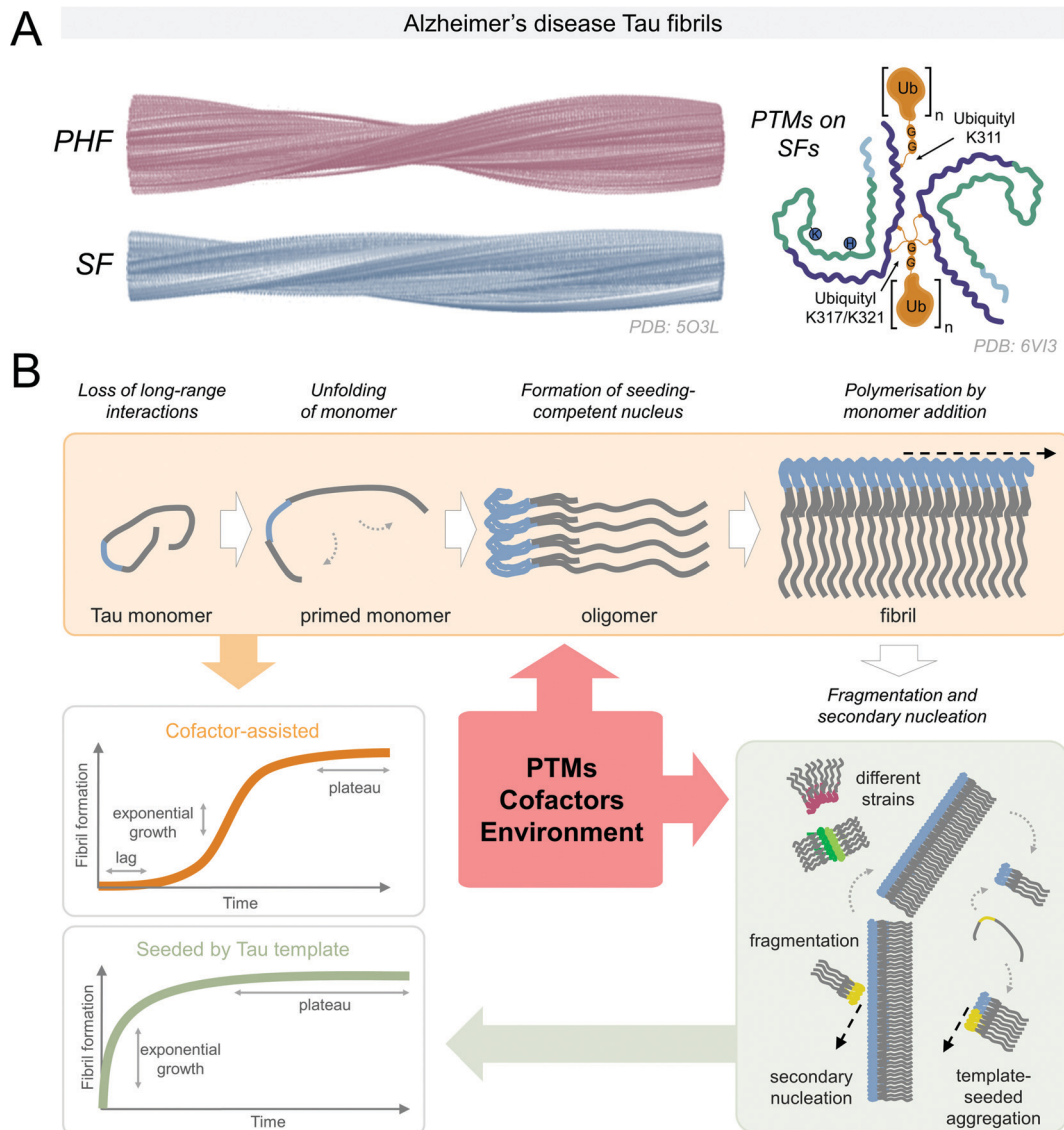 A
Alzheimer's disease Tau fibrils
PHF
SF
PDB: 5O3L
PTMs on
SFs
Ub
n
G
G
Ubiquityl
K311
K
H
G
G
Ubiquityl
K317/K321
Ub
n
PDB: 6VI3
B
Loss of long-range
interactions
Unfolding
of monomer
Formation of seeding-
competent nucleus
Polymerisation by
monomer addition
Tau monomer
primed monomer
oligomer
fibril
Cofactor-assisted
Fibril formation
lag
exponential
growth
plateau
Time
PTMs
Cofactors
Environment
Fragmentation and
secondary nucleation
different
strains
fragmentation
secondary
nucleation
template-
seeded
aggregation
Seeded by Tau template
Fibril formation
exponential
growth
plateau
Time